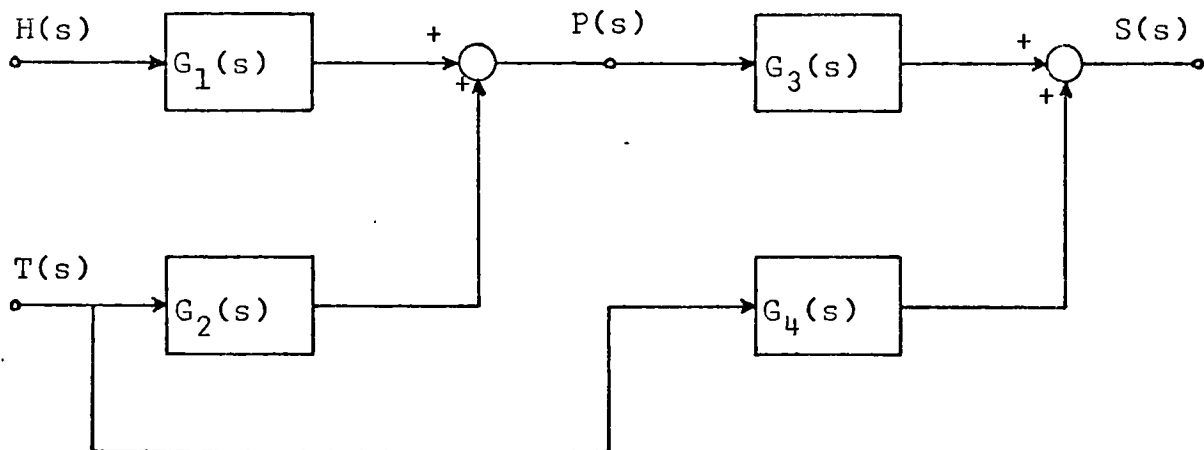 H(s)
G₁(s)
+
+
P(s)
G₃(s)
+
+
S(s)
T(s)
G₂(s)
G₄(s)